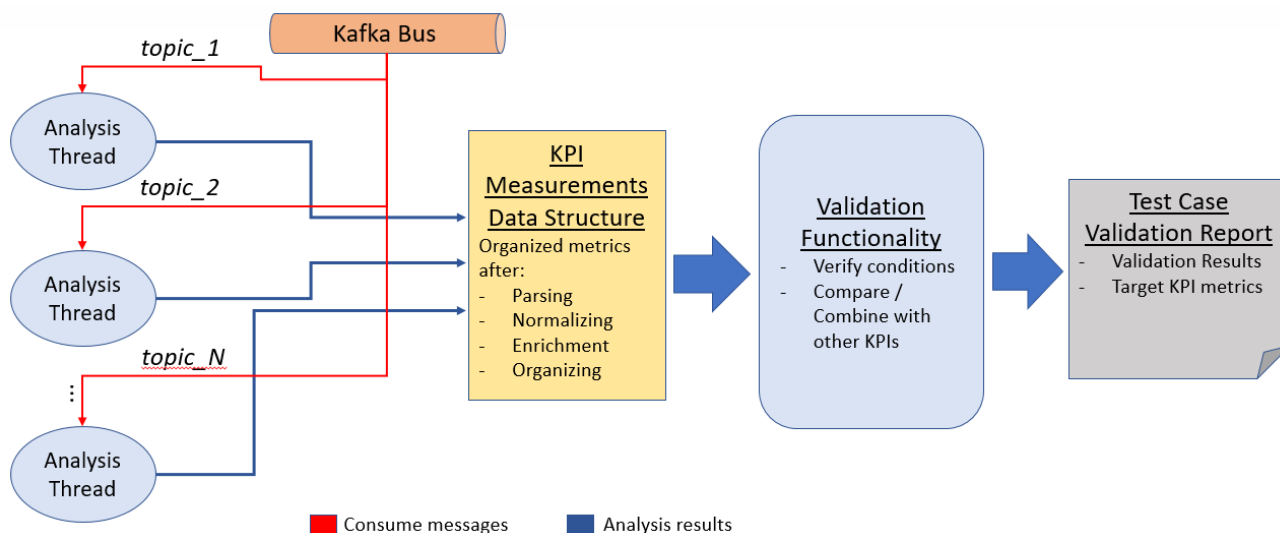 Kafka Bus
topic_1
Analysis
Thread
topic_2
Analysis
Thread
topic_N
...
Analysis
Thread
KPI
Measurements
Data Structure
Organized metrics
after:
- Parsing
- Normalizing
- Enrichment
- Organizing
Validation
Functionality
- Verify conditions
- Compare /
Combine with
other KPIs
Test Case
Validation Report
- Validation Results
- Target KPI metrics
Consume messages
Analysis results